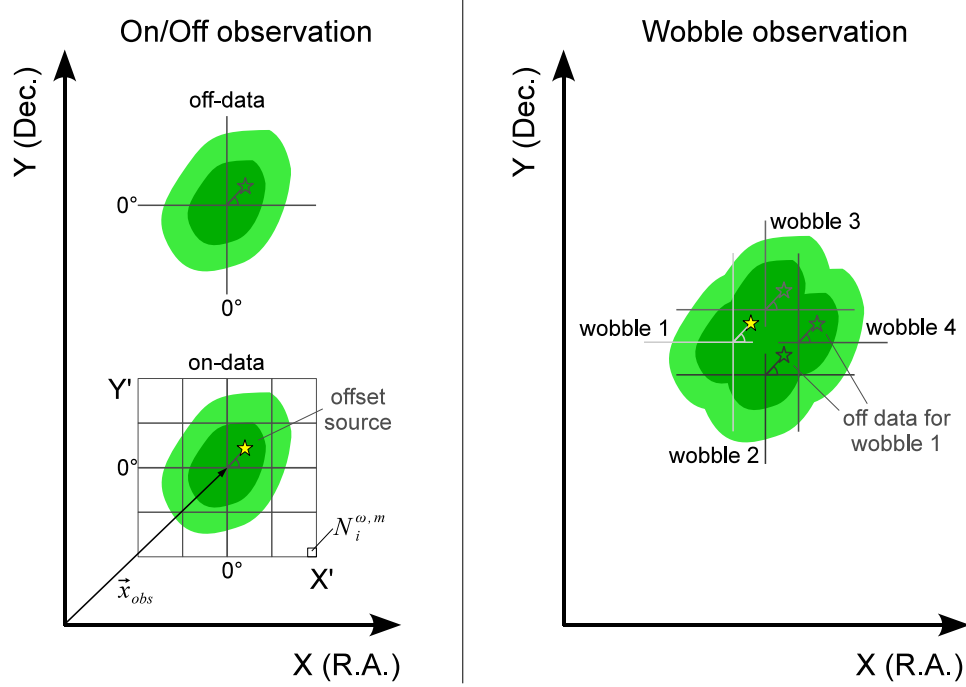 On/Off observation
Y (Dec.)
off-data
0°
0°
on-data
Y'
offset
source
0°
N_i^{ω,m}
0°
X'
\vec{x}_{obs}
X (R.A.)
Wobble observation
Y (Dec.)
wobble 3
wobble 1
wobble 4
off data for
wobble 1
wobble 2
X (R.A.)